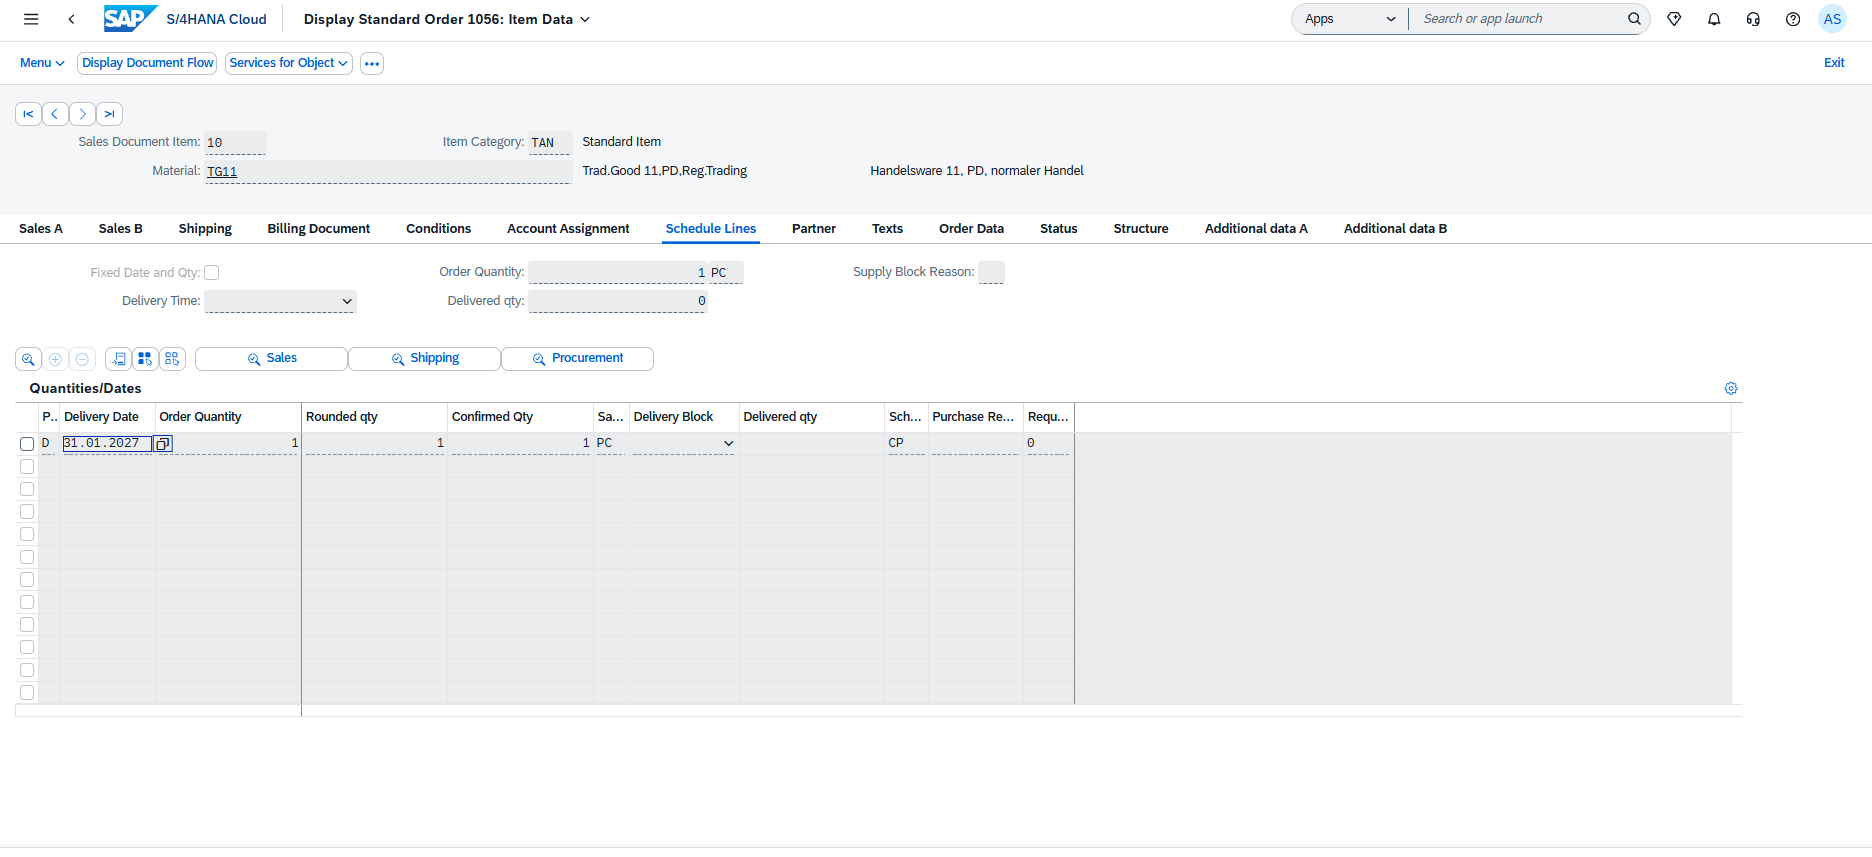 SAP S/4HANA Cloud Display Standard Order 1056: Item Data Apps Search or app launch AS
Menu Display Document Flow Services for Object Exit
Sales Document Item: 10 Item Category: TAN Standard Item
Material: TG11 Trad.Good 11,PD,Reg.Trading Handelsware 11, PD, normaler Handel
Sales A Sales B Shipping Billing Document Conditions Account Assignment Schedule Lines Partner Texts Order Data Status Structure Additional data A Additional data B
Fixed Date and Qty: Order Quantity: 1 PC Supply Block Reason:
Delivery Time: Delivered qty: 0
Sales Shipping Procurement
Quantities/Dates
P.. Delivery Date Order Quantity Rounded qty Confirmed Qty Sa... Delivery Block Delivered qty Sch... Purchase Re... Requ...
D 31.01.2027 1 1 1 PC CP 0